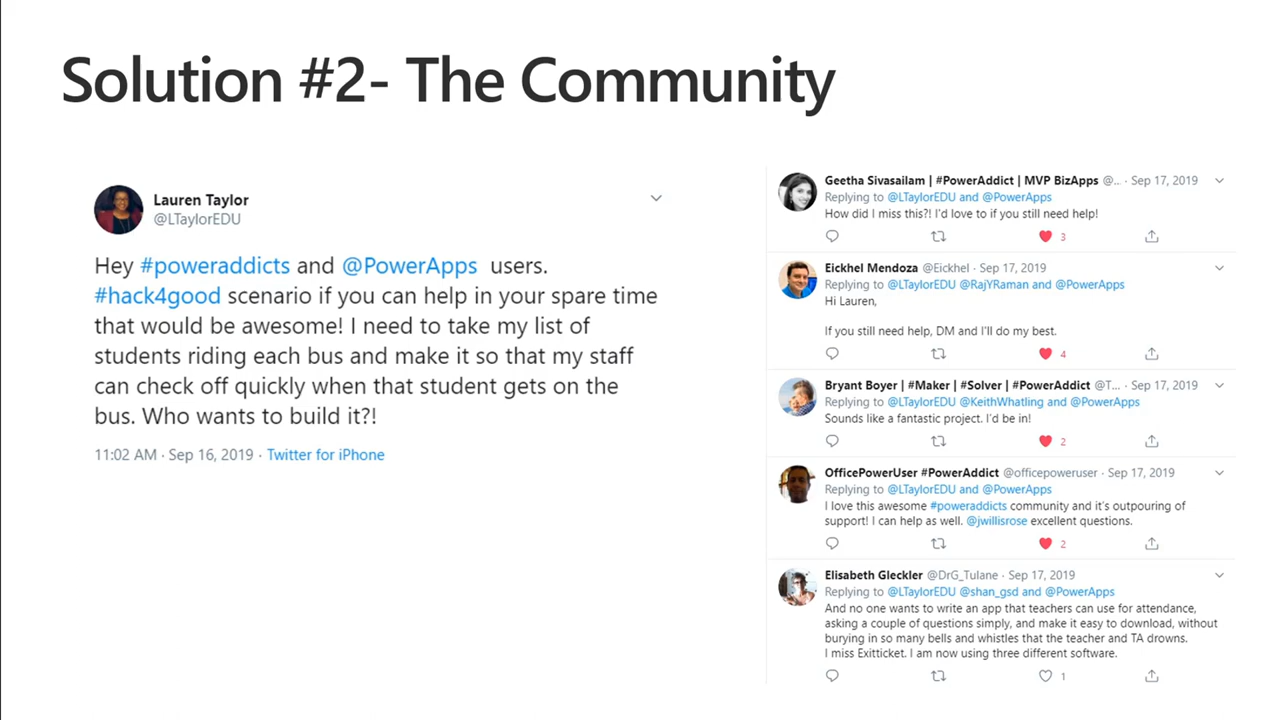 Solution #2- The Community
Lauren Taylor
@LTaylorEDU
Hey #poweraddicts and @PowerApps users.
#hack4good scenario if you can help in your spare time
that would be awesome! I need to take my list of
students riding each bus and make it so that my staff
can check off quickly when that student gets on the
bus. Who wants to build it?!
11:02 AM · Sep 16, 2019 · Twitter for iPhone
Geetha Sivasailam | #PowerAddict | MVP BizApps @... · Sep 17, 2019
Replying to @LTaylorEDU and @PowerApps
How did I miss this?! I'd love to if you still need help!
3
Eickhel Mendoza @Eickhel · Sep 17, 2019
Replying to @LTaylorEDU @RajYRaman and @PowerApps
Hi Lauren,
If you still need help, DM and I'll do my best.
4
Bryant Boyer | #Maker | #Solver | #PowerAddict @T... · Sep 17, 2019
Replying to @LTaylorEDU @KeithWhatling and @PowerApps
Sounds like a fantastic project. I'd be in!
2
OfficePowerUser #PowerAddict @officepoweruser · Sep 17, 2019
Replying to @LTaylorEDU and @PowerApps
I love this awesome #poweraddicts community and it's outpouring of
support! I can help as well. @jwillisrose excellent questions.
2
Elisabeth Gleckler @DrG_Tulane · Sep 17, 2019
Replying to @LTaylorEDU @shan_gsd and @PowerApps
And no one wants to write an app that teachers can use for attendance,
asking a couple of questions simply, and make it easy to download, without
burying in so many bells and whistles that the teacher and TA drowns.
I miss Exitticket. I am now using three different software.
1